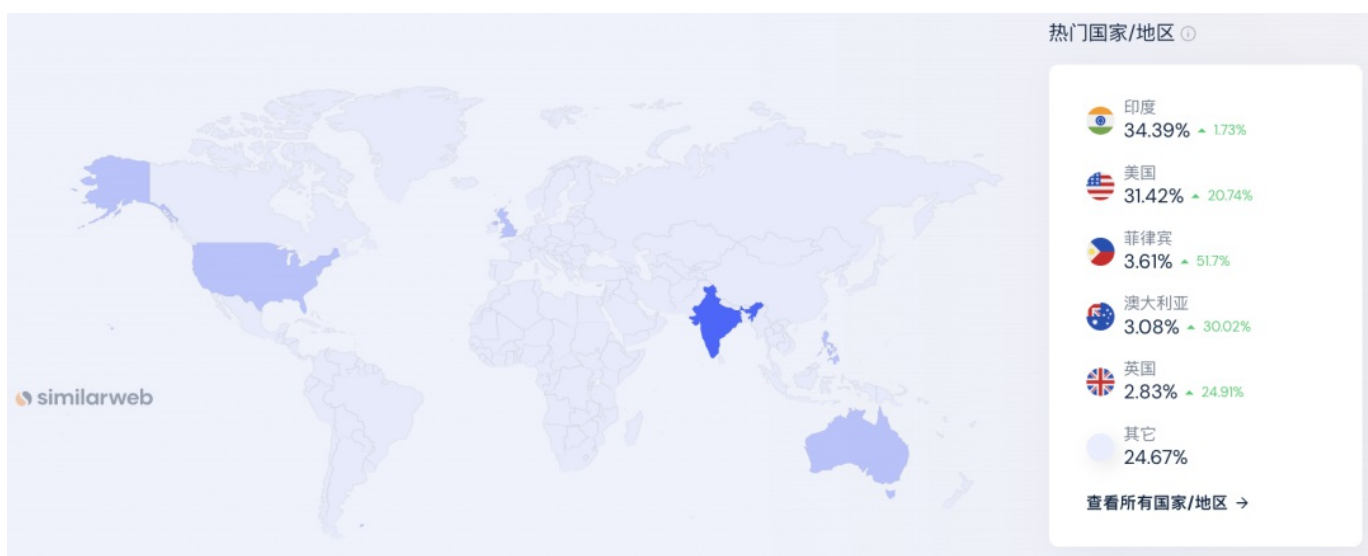 热门国家/地区
印度
34.39% 1.73%
美国
31.42% 20.74%
菲律宾
3.61% 51.7%
澳大利亚
3.08% 30.02%
英国
2.83% 24.91%
其它
24.67%
查看所有国家/地区 →
similarweb